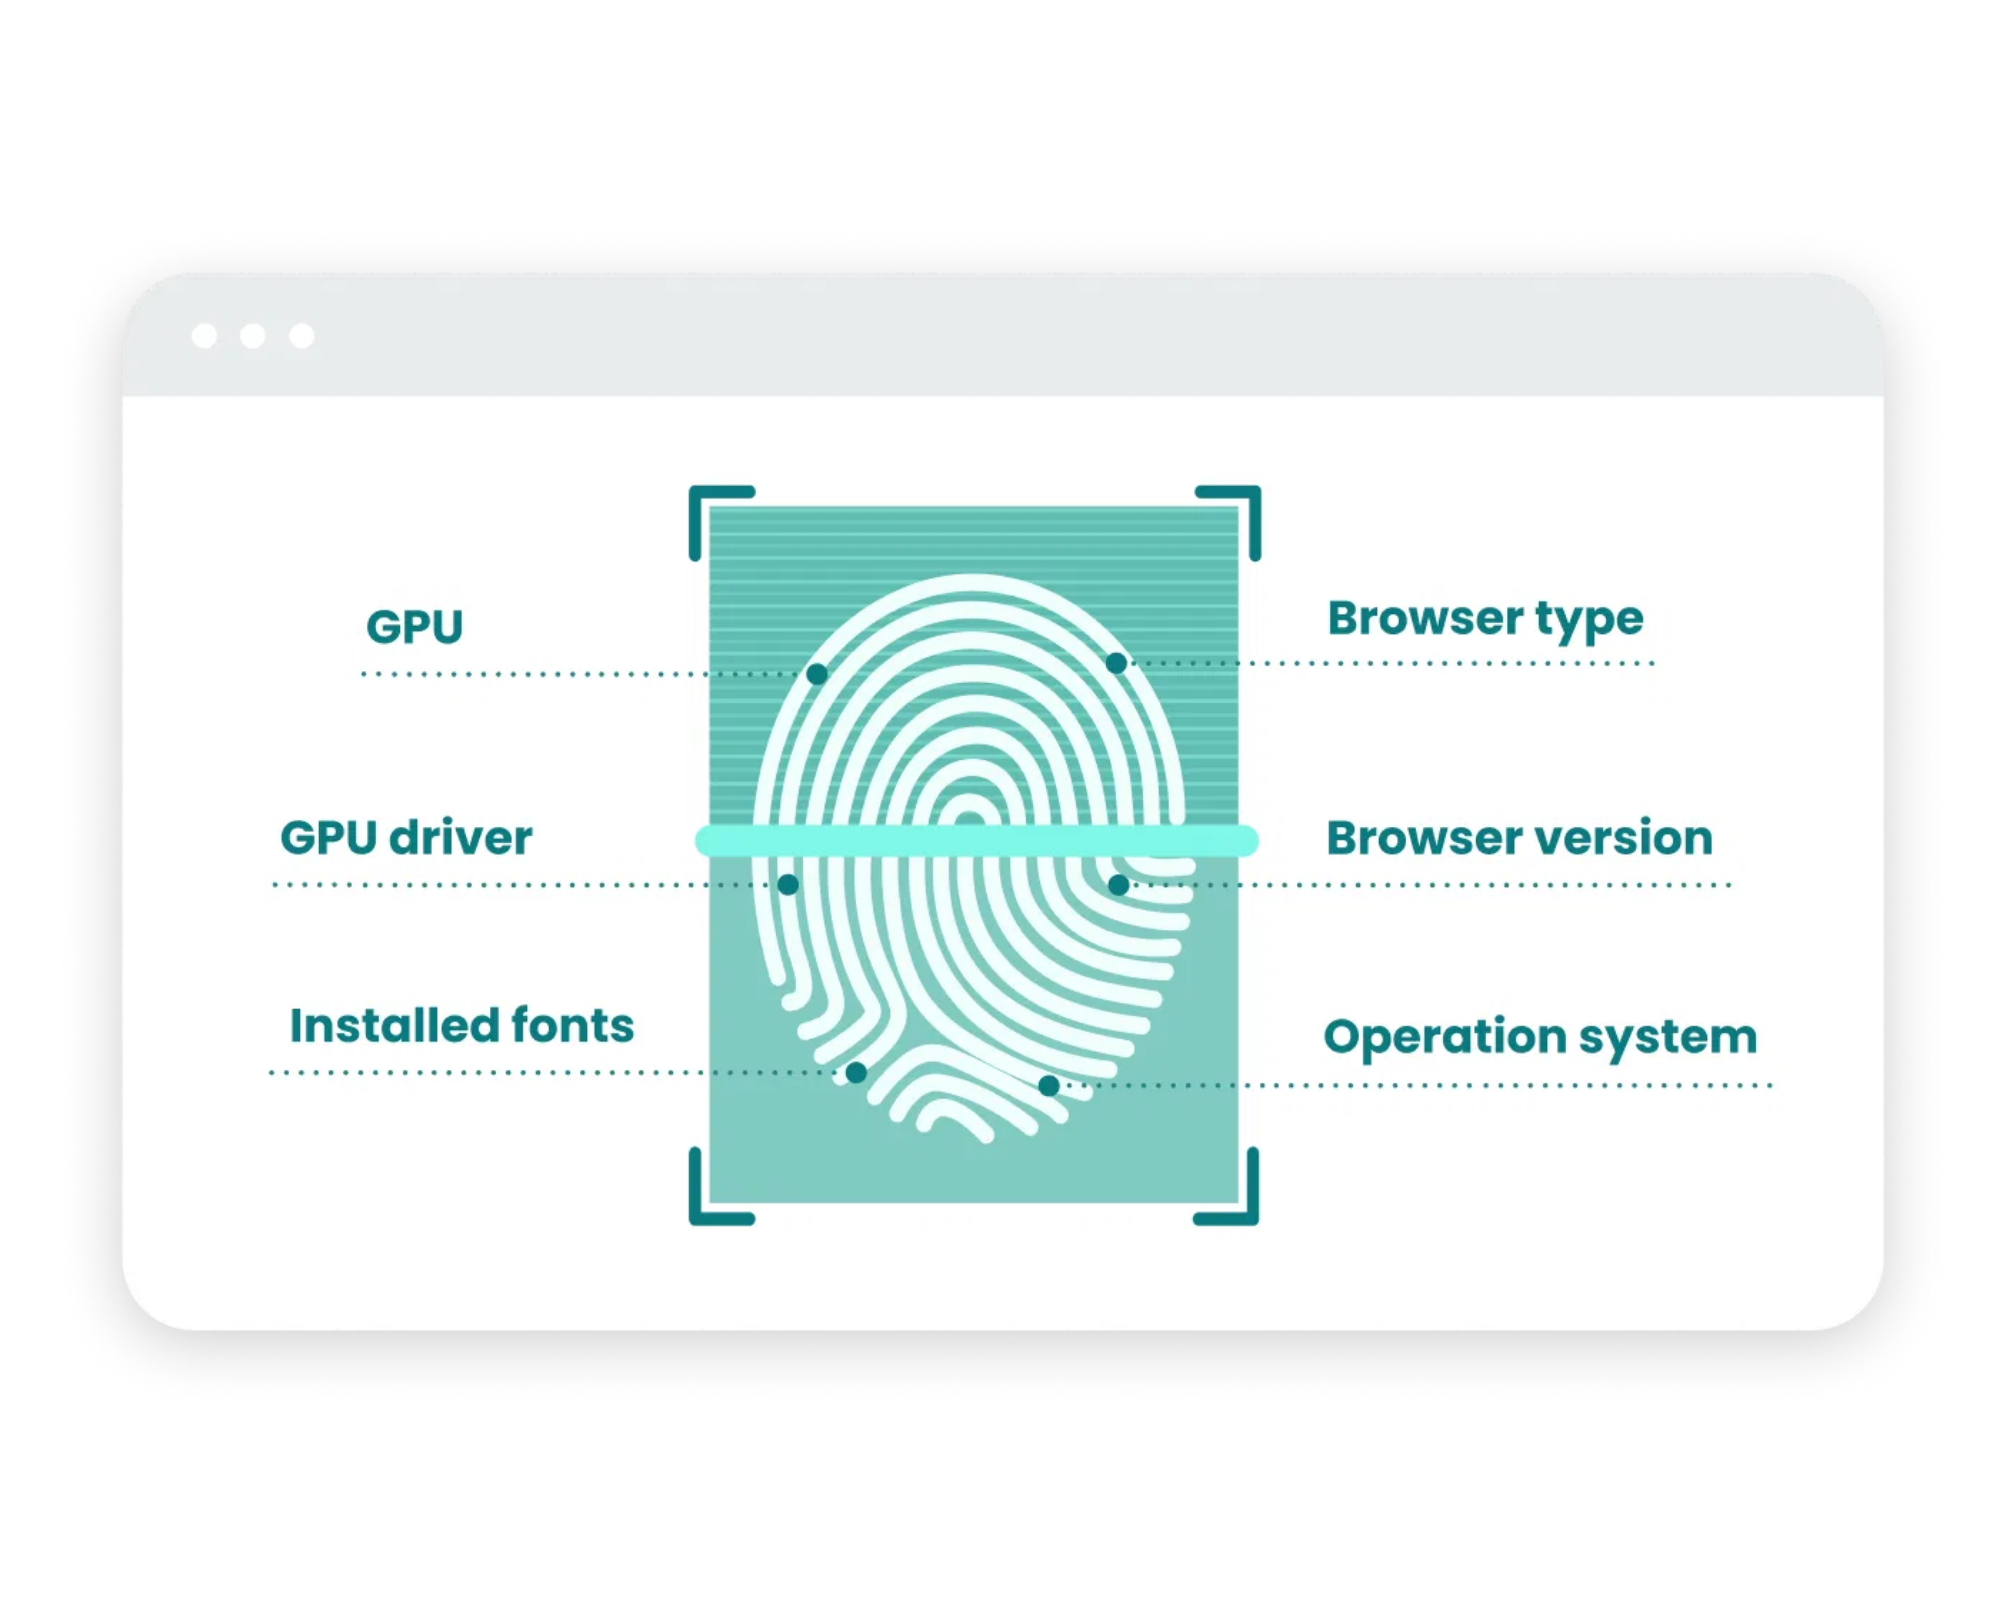 GPU
Browser type
GPU driver
Browser version
Installed fonts
Operation system